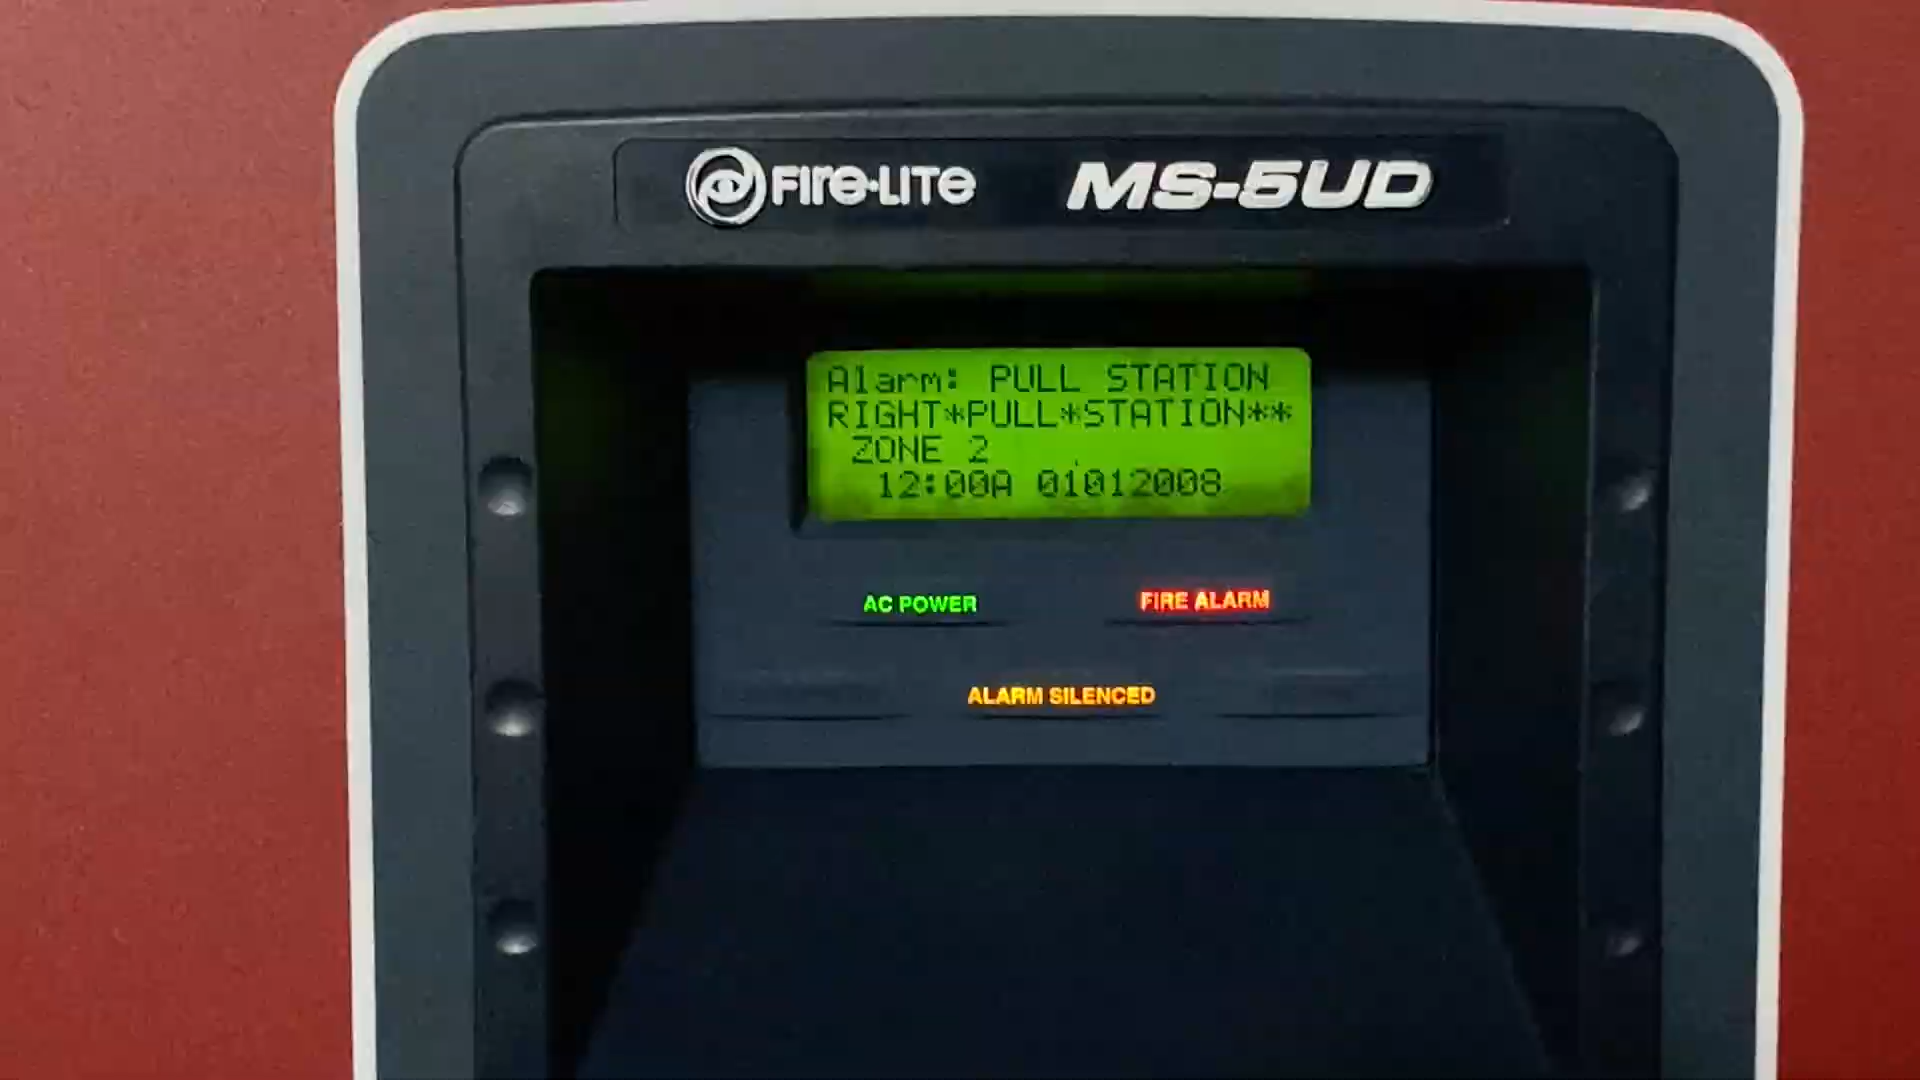 FIRE•LITE MS-5UD
Alarm: PULL STATION
RIGHT*PULL*STATION**
ZONE 2
12:00A 01012008
AC POWER FIRE ALARM
ALARM SILENCED